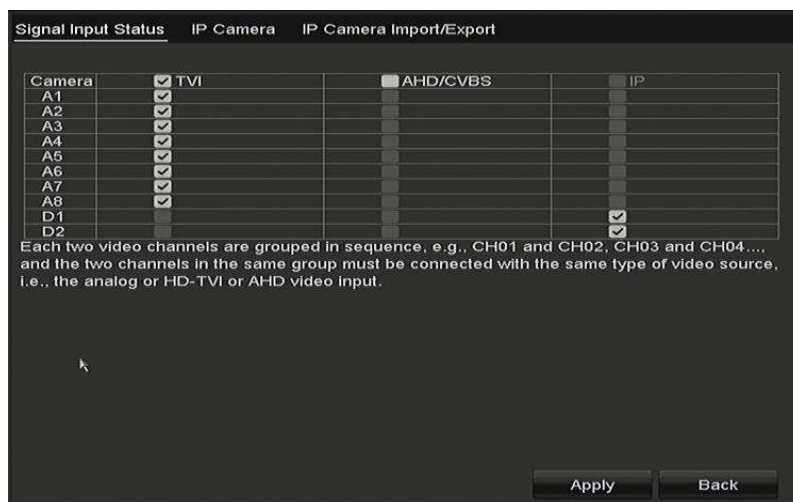 Signal Input Status IP Camera IP Camera Import/Export
Camera TVI AHD/CVBS IP
A1
A2
A3
A4
A5
A6
A7
A8
D1
D2
Each two video channels are grouped in sequence, e.g., CH01 and CH02, CH03 and CH04...,
and the two channels in the same group must be connected with the same type of video source,
i.e., the analog or HD-TVI or AHD video input.
Apply Back